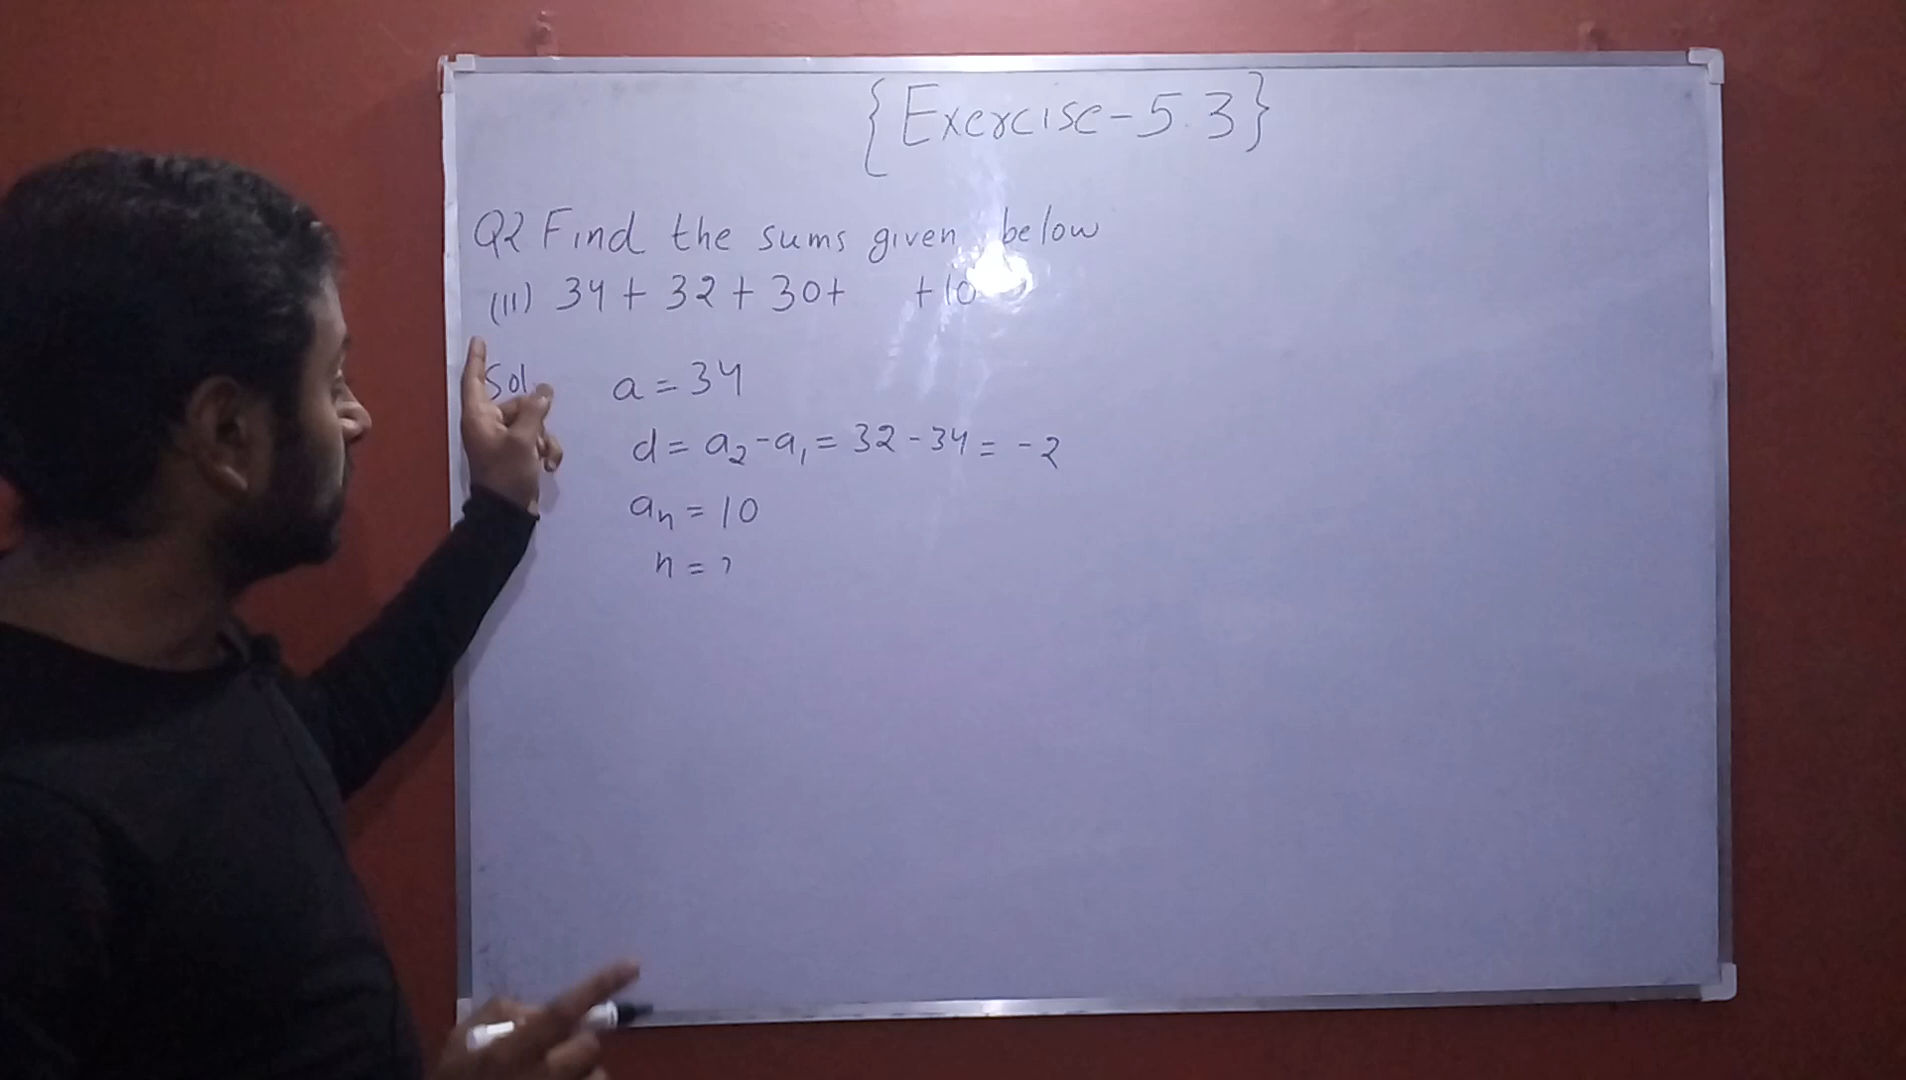 {Exercise-5.3}
Q2 Find the sums given below
(11) 34 + 32 + 30+ +10
Sol a = 34
d = a₂-a₁ = 32 - 34 = -2
aₙ = 10
n = ?